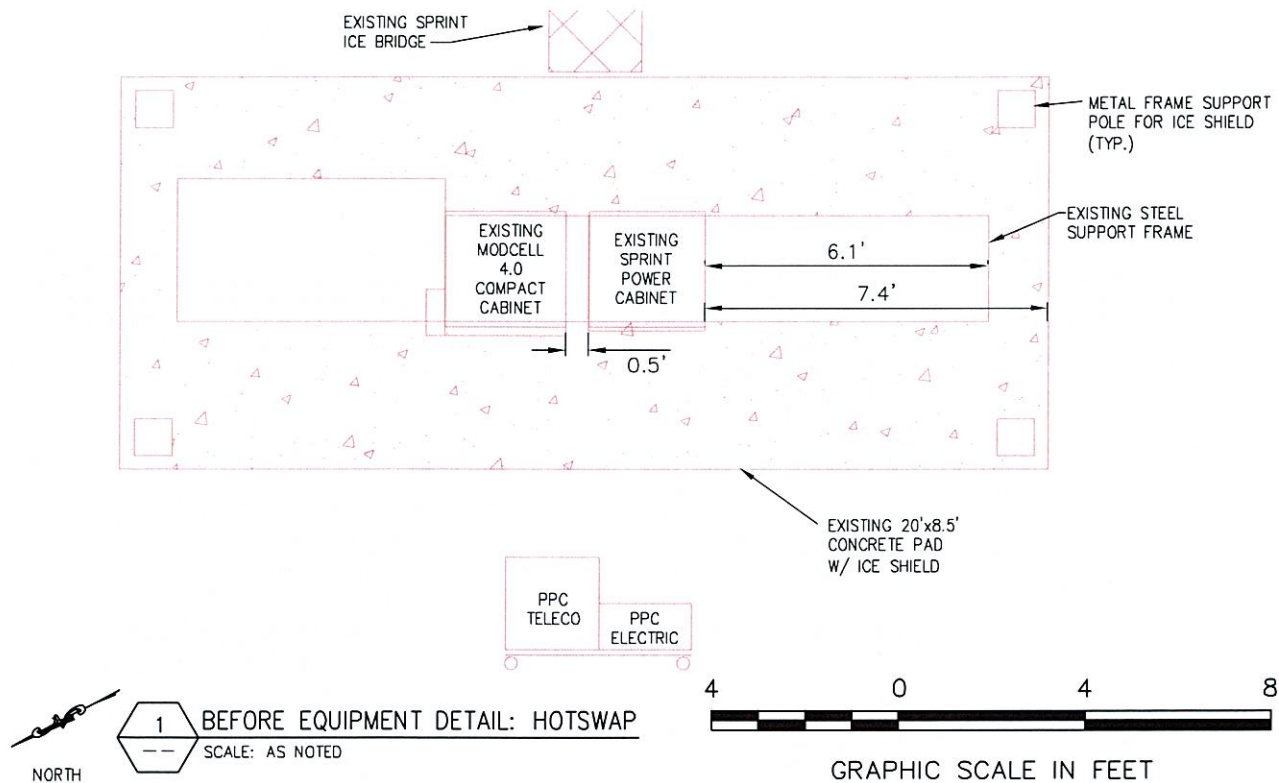 EXISTING SPRINT
ICE BRIDGE
METAL FRAME SUPPORT
POLE FOR ICE SHIELD
(TYP.)
EXISTING STEEL
SUPPORT FRAME
EXISTING
MODCELL
4.0
COMPACT
CABINET
EXISTING
SPRINT
POWER
CABINET
6.1'
7.4'
0.5'
EXISTING 20'x8.5'
CONCRETE PAD
W/ ICE SHIELD
PPC
TELECO
PPC
ELECTRIC
NORTH
1
--
BEFORE EQUIPMENT DETAIL: HOTSWAP
SCALE: AS NOTED
4 0 4 8
GRAPHIC SCALE IN FEET